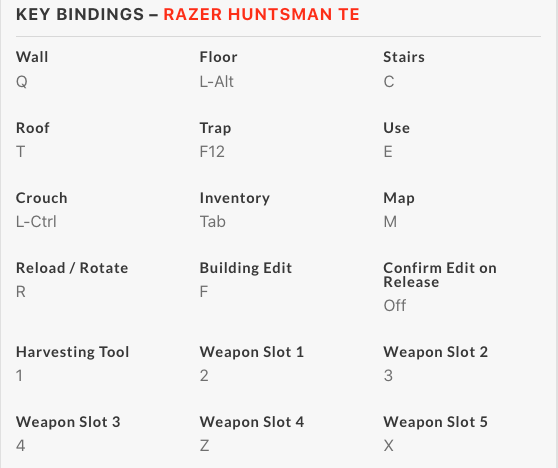 KEY BINDINGS – RAZER HUNTSMAN TE
Wall Floor Stairs
Q L-Alt C
Roof Trap Use
T F12 E
Crouch Inventory Map
L-Ctrl Tab M
Reload / Rotate Building Edit Confirm Edit on
Release
R F Off
Harvesting Tool Weapon Slot 1 Weapon Slot 2
1 2 3
Weapon Slot 3 Weapon Slot 4 Weapon Slot 5
4 Z X